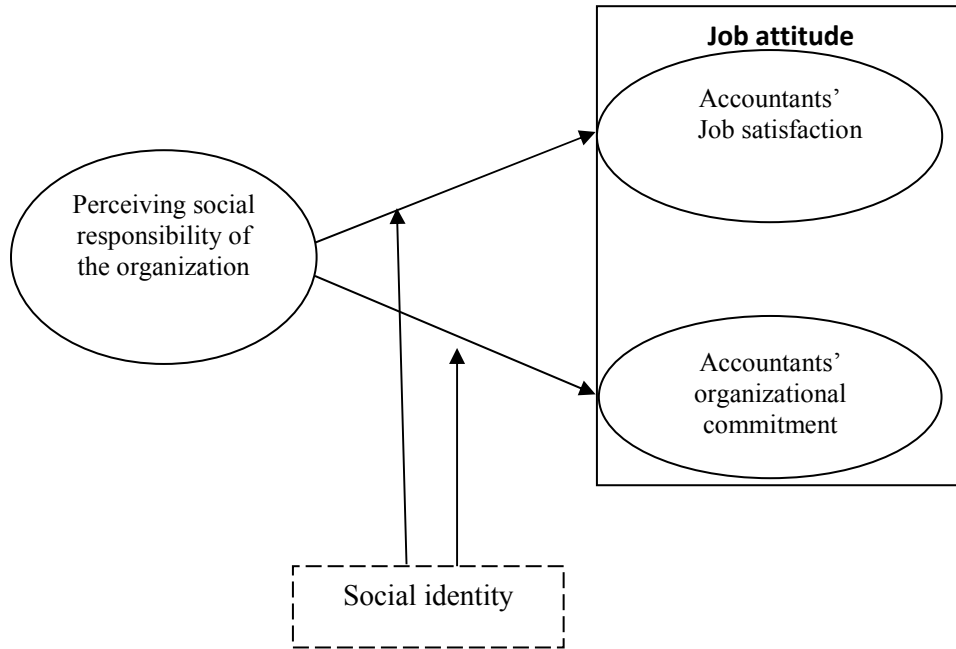 Job attitude
Accountants’
Job satisfaction
Perceiving social
responsibility of
the organization
Accountants’
organizational
commitment
Social identity